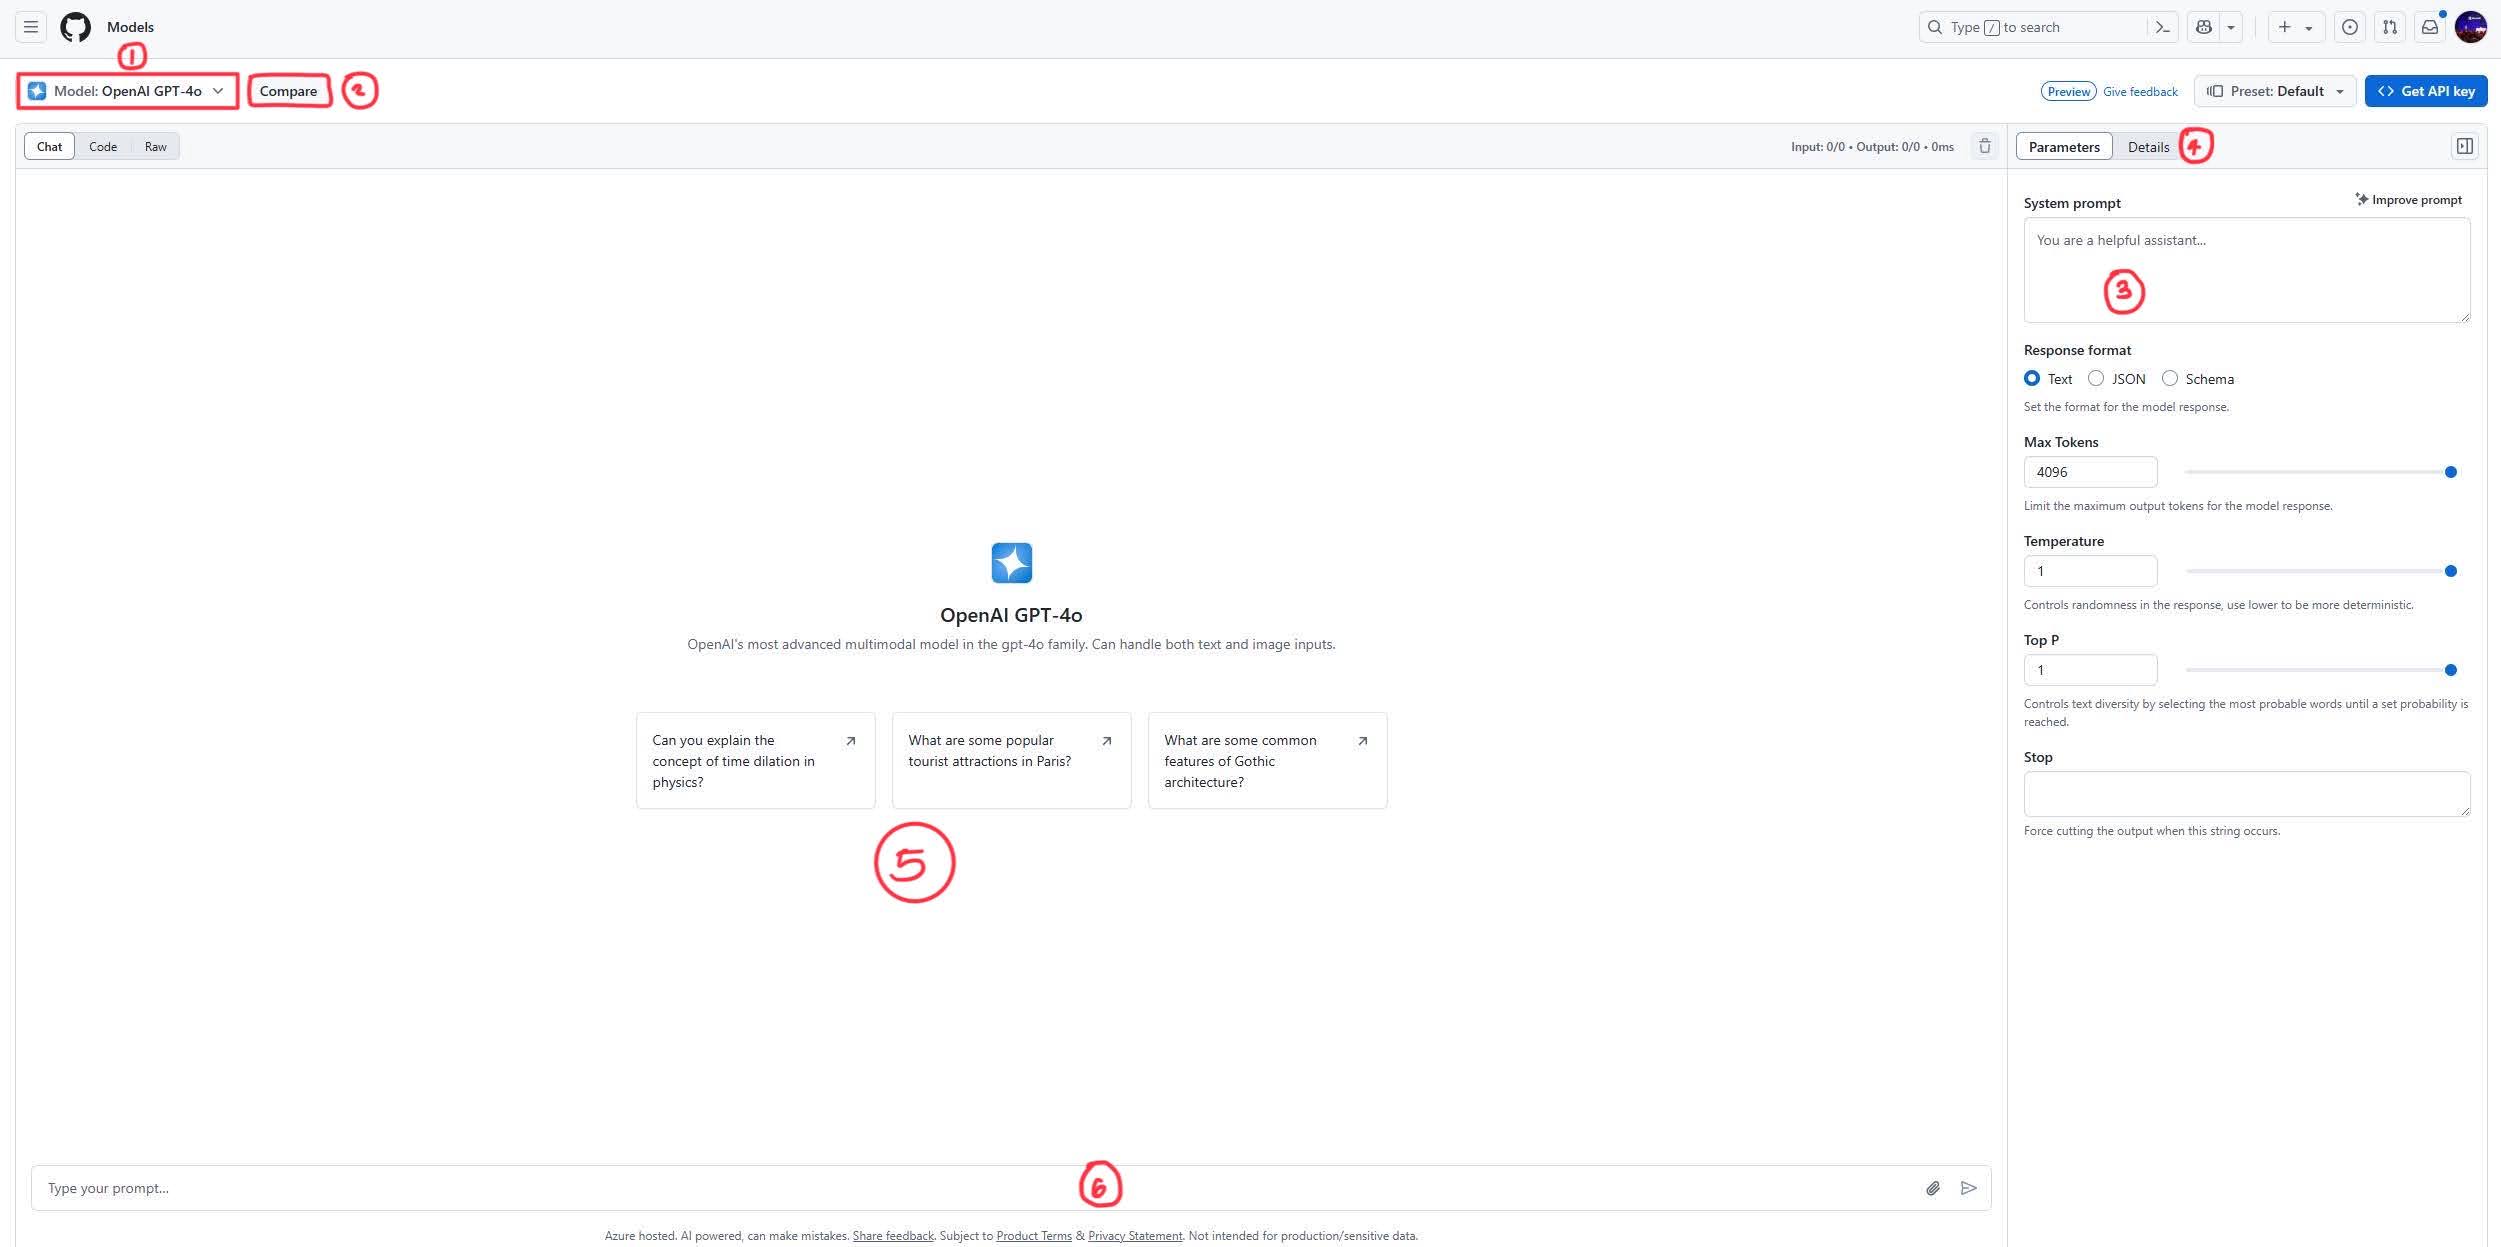 Models
Type / to search
1
Model: OpenAI GPT-4o
Compare
2
Preview
Give feedback
Preset: Default
Get API key
Chat
Code
Raw
Input: 0/0 • Output: 0/0 • 0ms
Parameters
Details
4
System prompt
Improve prompt
You are a helpful assistant...
3
Response format
Text
JSON
Schema
Set the format for the model response.
Max Tokens
4096
Limit the maximum output tokens for the model response.
Temperature
1
Controls randomness in the response, use lower to be more deterministic.
Top P
1
Controls text diversity by selecting the most probable words until a set probability is
reached.
Stop
Force cutting the output when this string occurs.
OpenAI GPT-4o
OpenAI's most advanced multimodal model in the gpt-4o family. Can handle both text and image inputs.
Can you explain the
concept of time dilation in
physics?
What are some popular
tourist attractions in Paris?
What are some common
features of Gothic
architecture?
5
Type your prompt...
6
Azure hosted. AI powered, can make mistakes. Share feedback. Subject to Product Terms & Privacy Statement. Not intended for production/sensitive data.